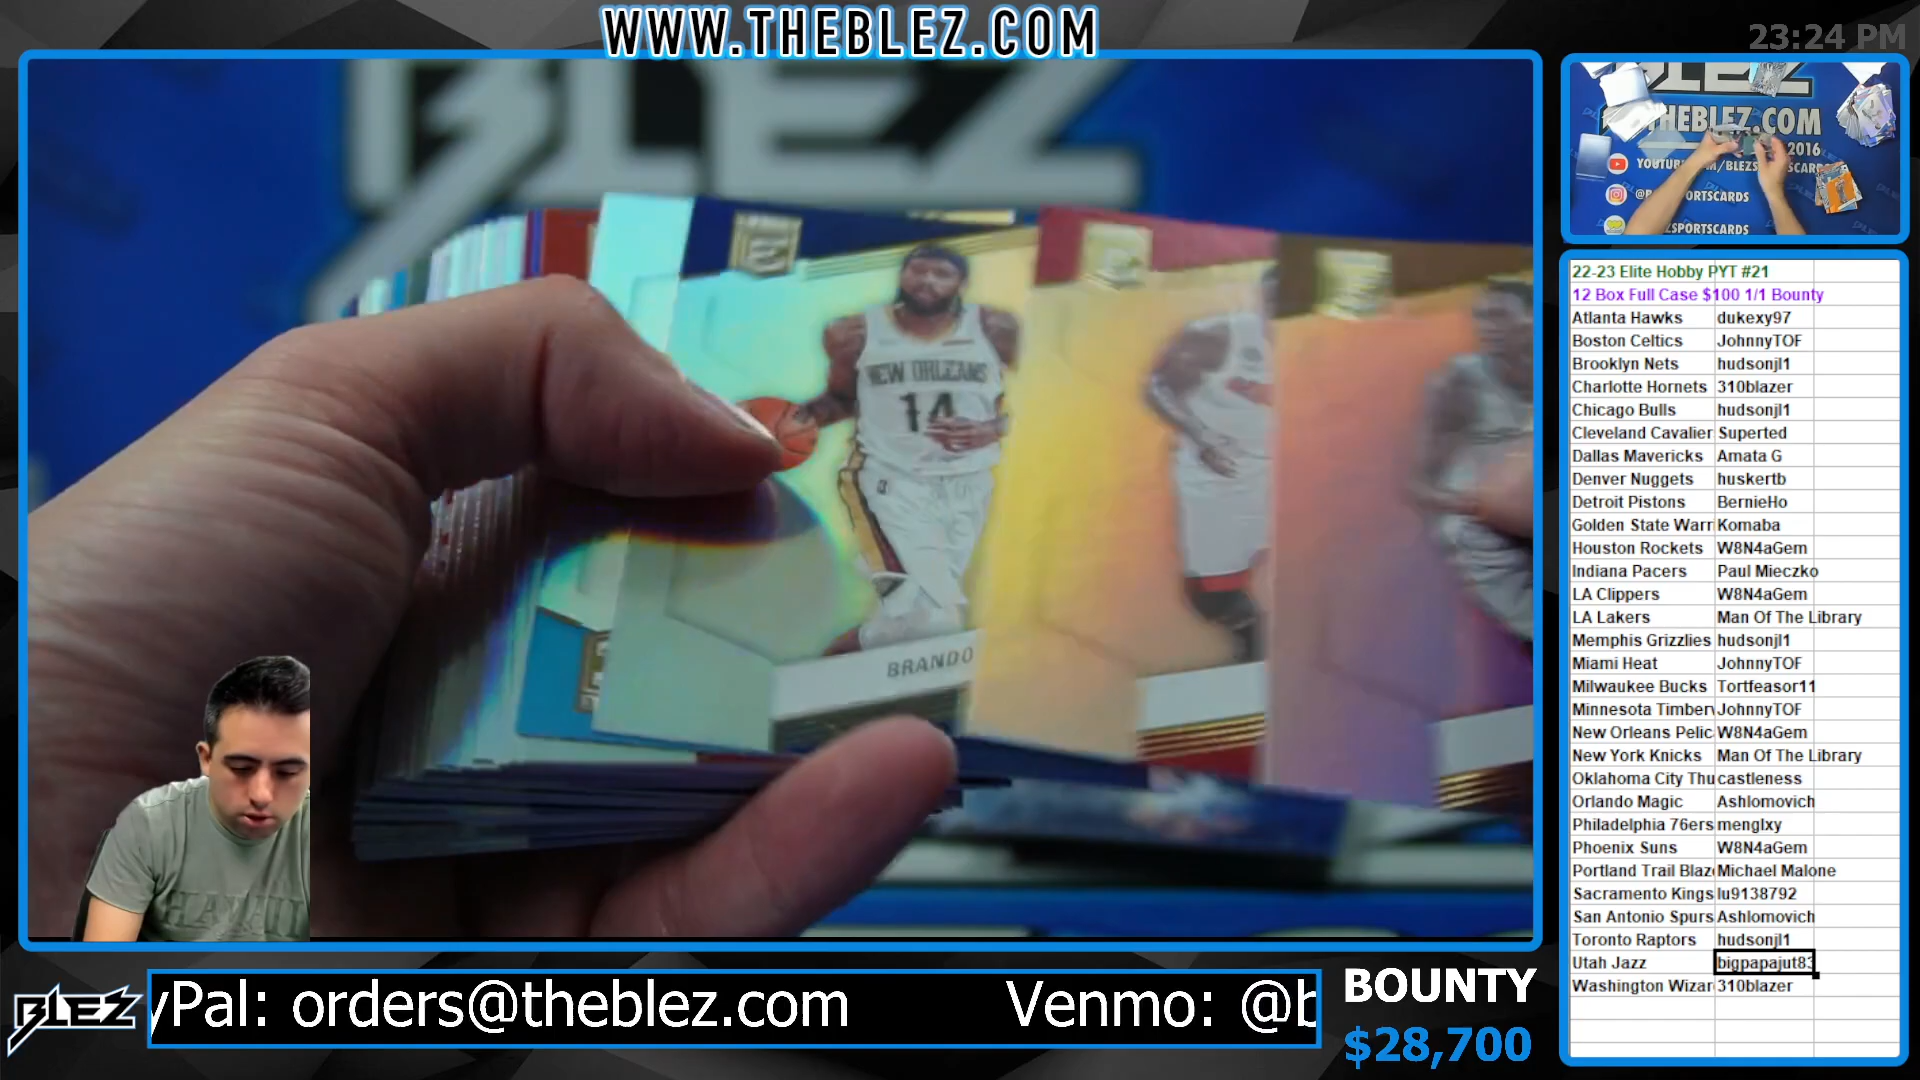 WWW.THEBLEZ.COM
23:24 PM
BLEZ
NEW ORLEANS
14
BRANDO
BLEZ
THEBLEZ.COM
2016
ORTSCARDS
ZSPORTSCARDS
22-23 Elite Hobby PYT #21
12 Box Full Case $100 1/1 Bounty
Atlanta Hawks dukexy97
Boston Celtics JohnnyTOF
Brooklyn Nets hudsonjl1
Charlotte Hornets 310blazer
Chicago Bulls hudsonjl1
Cleveland Cavalier Superted
Dallas Mavericks Amata G
Denver Nuggets huskertb
Detroit Pistons BernieHo
Golden State Warr Komaba
Houston Rockets W8N4aGem
Indiana Pacers Paul Mieczko
LA Clippers W8N4aGem
LA Lakers Man Of The Library
Memphis Grizzlies hudsonjl1
Miami Heat JohnnyTOF
Milwaukee Bucks Tortfeasor11
Minnesota Timberv JohnnyTOF
New Orleans Pelic W8N4aGem
New York Knicks Man Of The Library
Oklahoma City Thu castleness
Orlando Magic Ashlomovich
Philadelphia 76ers menglxy
Phoenix Suns W8N4aGem
Portland Trail Blaz Michael Malone
Sacramento Kings lu9138792
San Antonio Spurs Ashlomovich
Toronto Raptors hudsonjl1
Utah Jazz bigpapajut83
Washington Wizar 310blazer
BLEZ
yPal: orders@theblez.com Venmo: @b
BOUNTY
$28,700